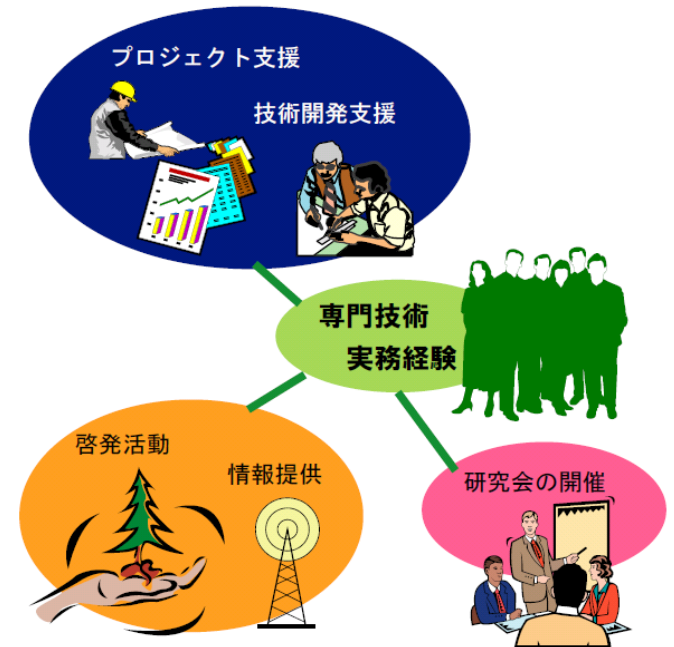 プロジェクト支援
技術開発支援
専門技術
実務経験
啓発活動
情報提供
研究会の開催